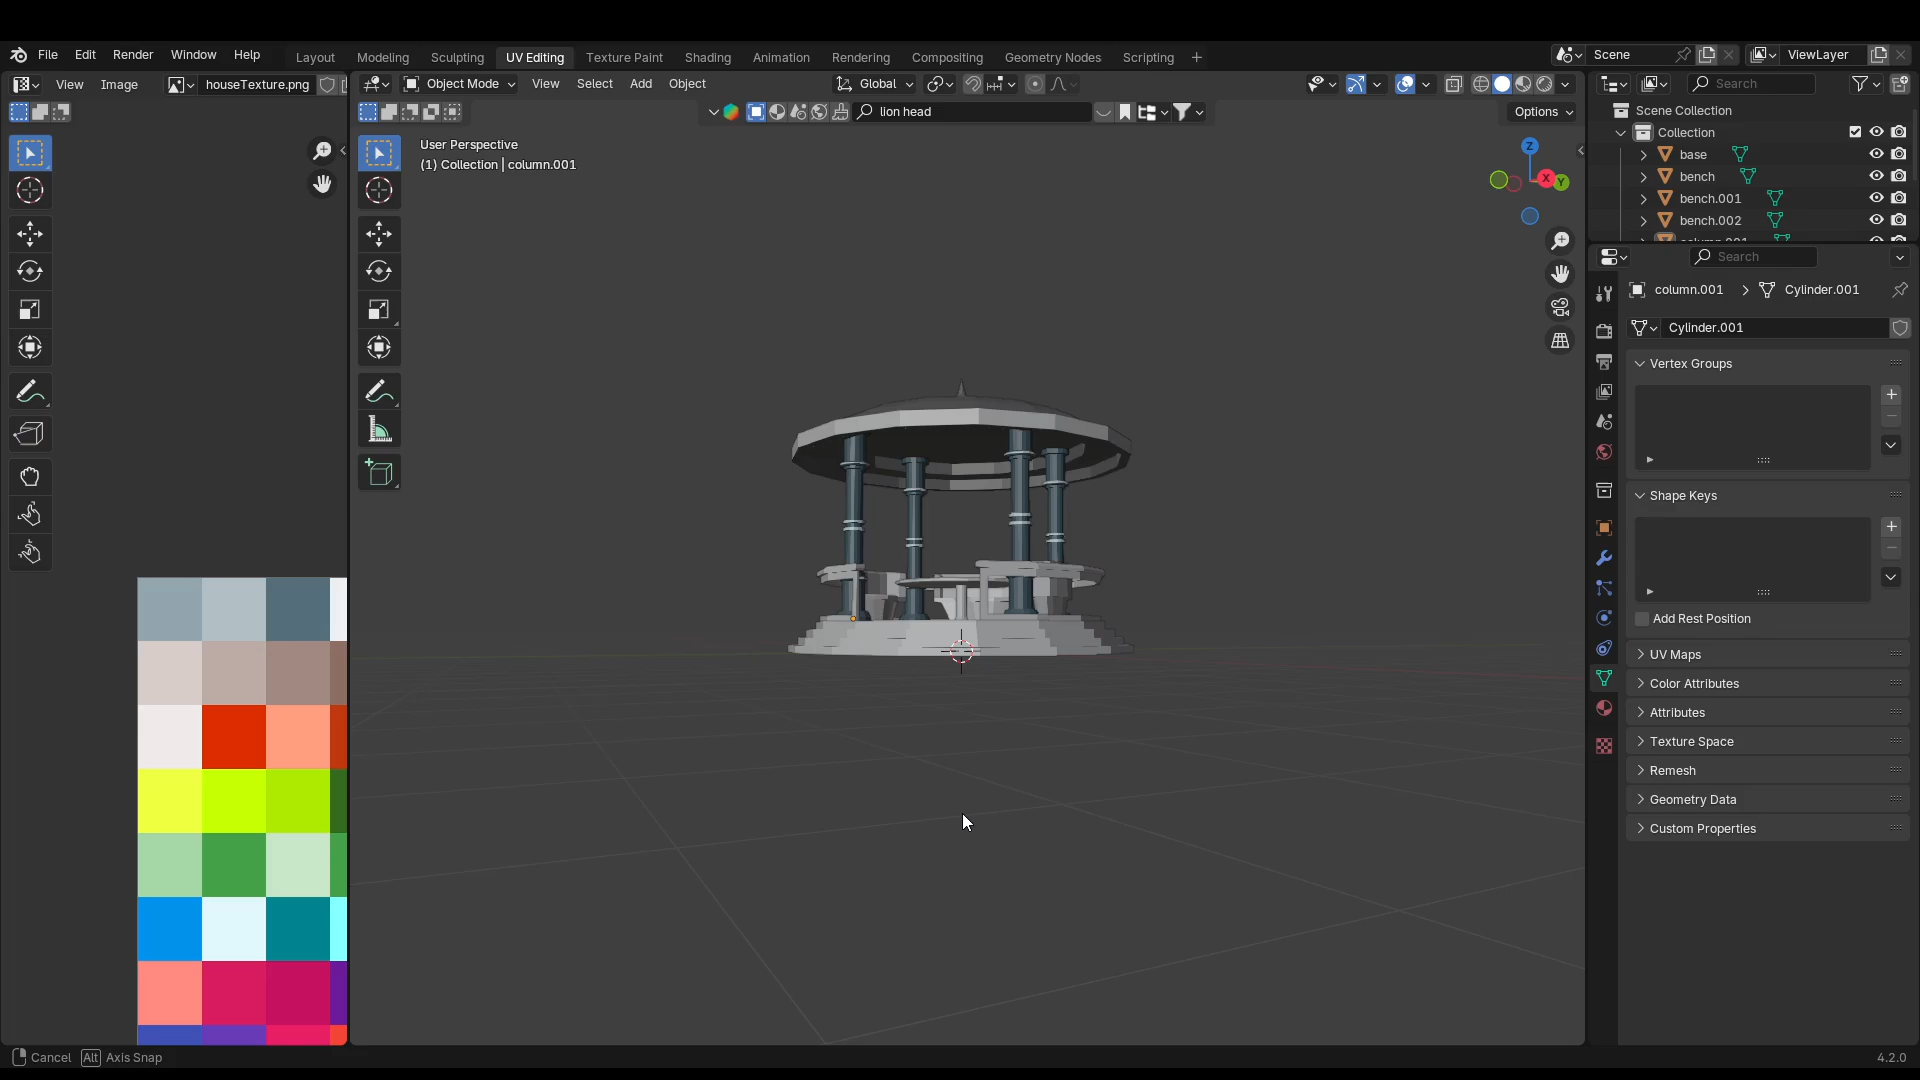 File Edit Render Window Help Layout Modeling Sculpting UV Editing Texture Paint Shading Animation Rendering Compositing Geometry Nodes Scripting + Scene ViewLayer
View Image houseTexture.png Object Mode View Select Add Object Global Search
lion head Options Scene Collection
Collection
User Perspective
(1) Collection | column.001
Z
X
Y
base
bench
bench.001
bench.002
column.001
Search
column.001 > Cylinder.001
Cylinder.001
Vertex Groups
Shape Keys
Add Rest Position
UV Maps
Color Attributes
Attributes
Texture Space
Remesh
Geometry Data
Custom Properties
Cancel Alt Axis Snap 4.2.0